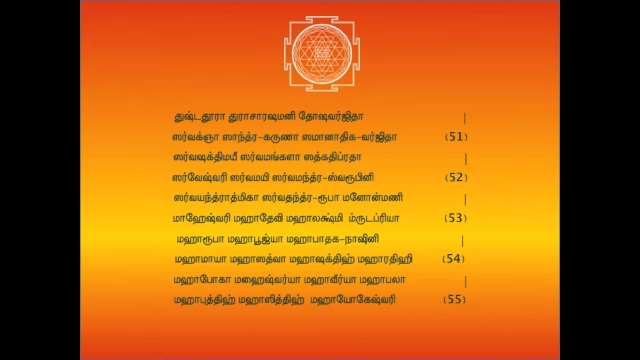 துஷ்டதூரா துராசாரஷமனி தோஷவர்ஜிதா |
ஸர்வக்ஞா ஸாந்த்ர-கருணா ஸமானாதிக-வர்ஜிதா (51)
ஸர்வஷக்திமயீ ஸர்வமங்களா ஸத்கதிப்ரதா |
ஸர்வேஷ்வரி ஸர்வமயி ஸர்வமந்த்ர-ஸ்வரூபினி (52)
ஸர்வயந்த்ராத்மிகா ஸர்வதந்த்ர-ரூபா மனோன்மணி |
மாஹேஷ்வரி மஹாதேவி மஹாலக்ஷ்மி ம்ருடப்ரியா (53)
மஹாரூபா மஹாபூஜ்யா மஹாபாதக-நாஷினி |
மஹாமாயா மஹாஸத்வா மஹாஷக்திஹ் மஹாரதிஹி (54)
மஹாபோகா மஹைஷ்வர்யா மஹாவீர்யா மஹாபலா |
மஹாபுத்திஹ் மஹாஸித்திஹ் மஹாயோகேஷ்வரி (55)